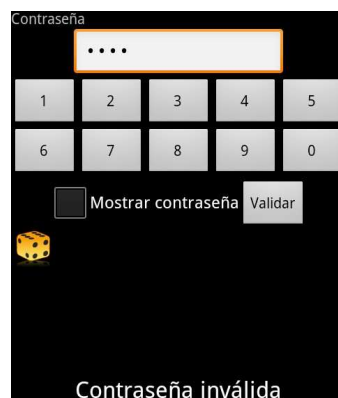 Contraseña
••••
1 2 3 4 5
6 7 8 9 0
Mostrar contraseña Validar
Contraseña inválida